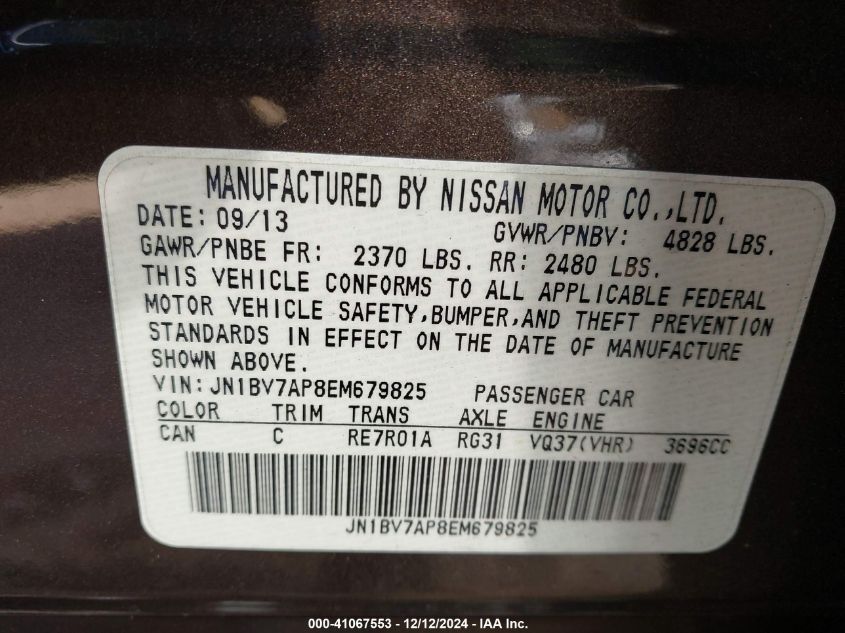 MANUFACTURED BY NISSAN MOTOR CO.,LTD.
DATE: 09/13 GVWR/PNBV: 4828 LBS.
GAWR/PNBE FR: 2370 LBS. RR: 2480 LBS.
THIS VEHICLE CONFORMS TO ALL APPLICABLE FEDERAL
MOTOR VEHICLE SAFETY,BUMPER,AND THEFT PREVENTION
STANDARDS IN EFFECT ON THE DATE OF MANUFACTURE
SHOWN ABOVE.
VIN: JN1BV7AP8EM679825 PASSENGER CAR
COLOR TRIM TRANS AXLE ENGINE
CAN C RE7R01A RG31 VQ37(VHR) 3696CC
JN1BV7AP8EM679825
000-41067553 - 12/12/2024 - IAA Inc.